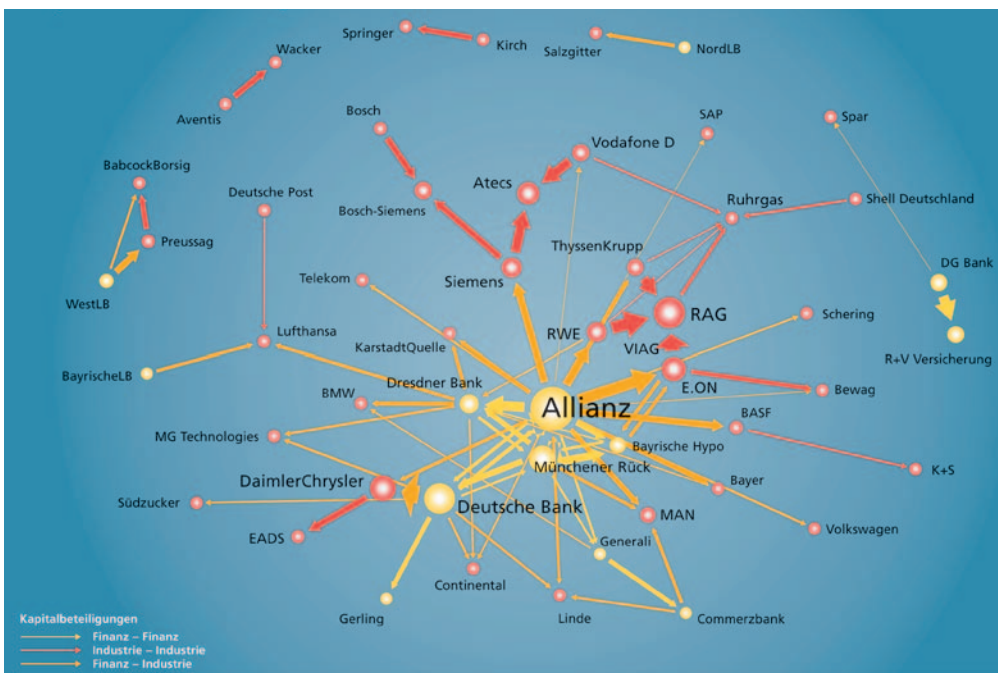 Springer
Kirch
Salzgitter
NordLB
Wacker
Aventis
Bosch
SAP
Spar
Vodafone D
BabcockBorsig
Deutsche Post
Atecs
Bosch-Siemens
Ruhrgas
Shell Deutschland
Preussag
ThyssenKrupp
DG Bank
WestLB
Telekom
Siemens
RAG
Schering
Lufthansa
KarstadtQuelle
RWE
VIAG
R+V Versicherung
BayrischeLB
Dresdner Bank
E.ON
Bewag
BMW
Allianz
BASF
MG Technologies
Bayrische Hypo
Münchener Rück
K+S
DaimlerChrysler
Bayer
Südzucker
Deutsche Bank
MAN
Volkswagen
EADS
Generali
Continental
Gerling
Linde
Commerzbank
Kapitalbeteiligungen
Finanz – Finanz
Industrie – Industrie
Finanz – Industrie